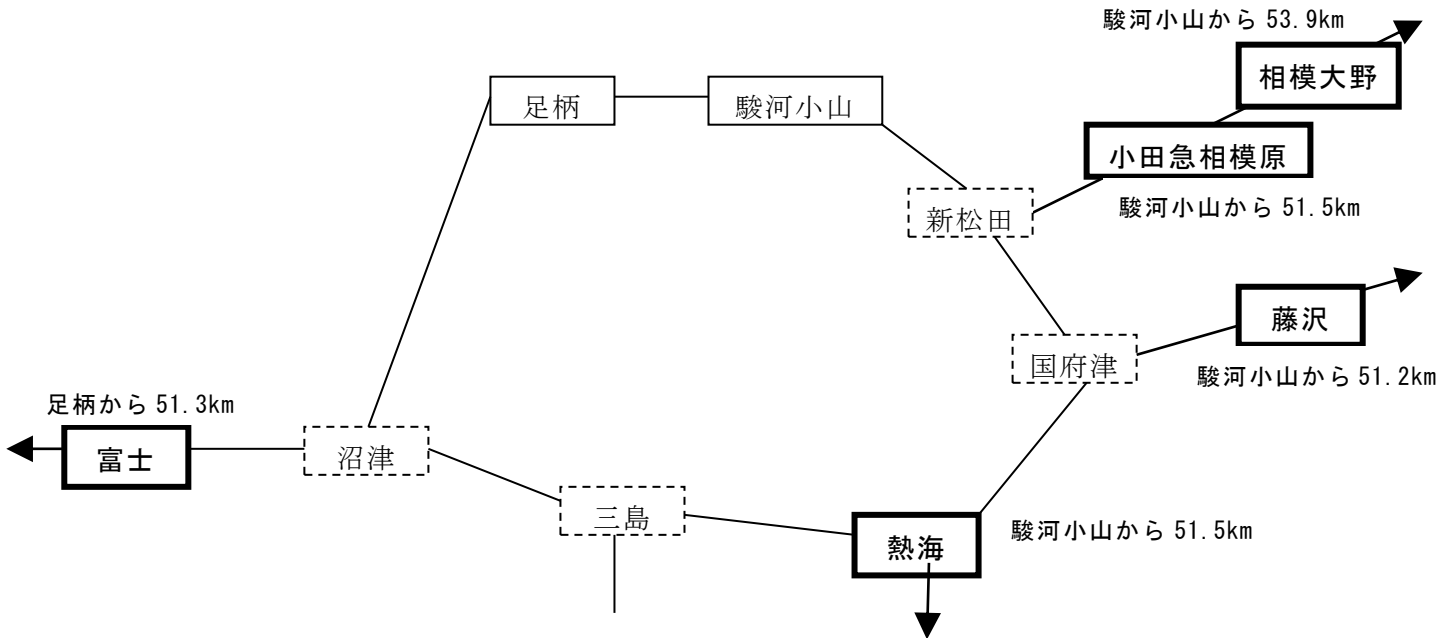 駿河小山から 53.9km
相模大野
足柄
駿河小山
小田急相模原
駿河小山から 51.5km
新松田
藤沢
国府津
駿河小山から 51.2km
足柄から 51.3km
富士
沼津
三島
熱海
駿河小山から 51.5km